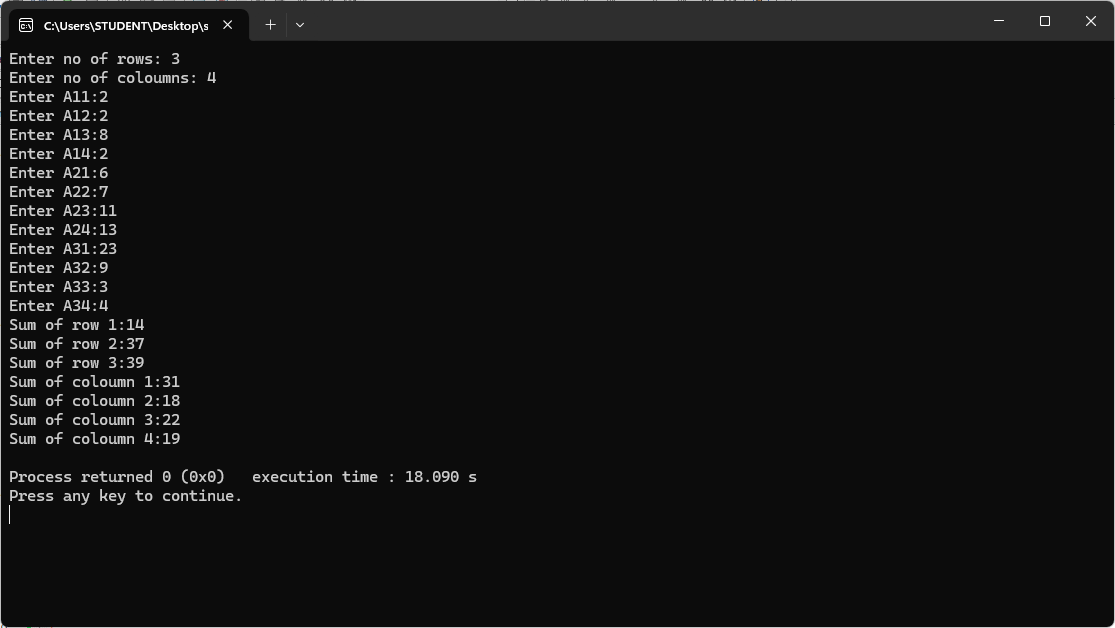 C:\Users\STUDENT\Desktop\s
Enter no of rows: 3
Enter no of coloumns: 4
Enter A11:2
Enter A12:2
Enter A13:8
Enter A14:2
Enter A21:6
Enter A22:7
Enter A23:11
Enter A24:13
Enter A31:23
Enter A32:9
Enter A33:3
Enter A34:4
Sum of row 1:14
Sum of row 2:37
Sum of row 3:39
Sum of coloumn 1:31
Sum of coloumn 2:18
Sum of coloumn 3:22
Sum of coloumn 4:19
Process returned 0 (0x0)   execution time : 18.090 s
Press any key to continue.